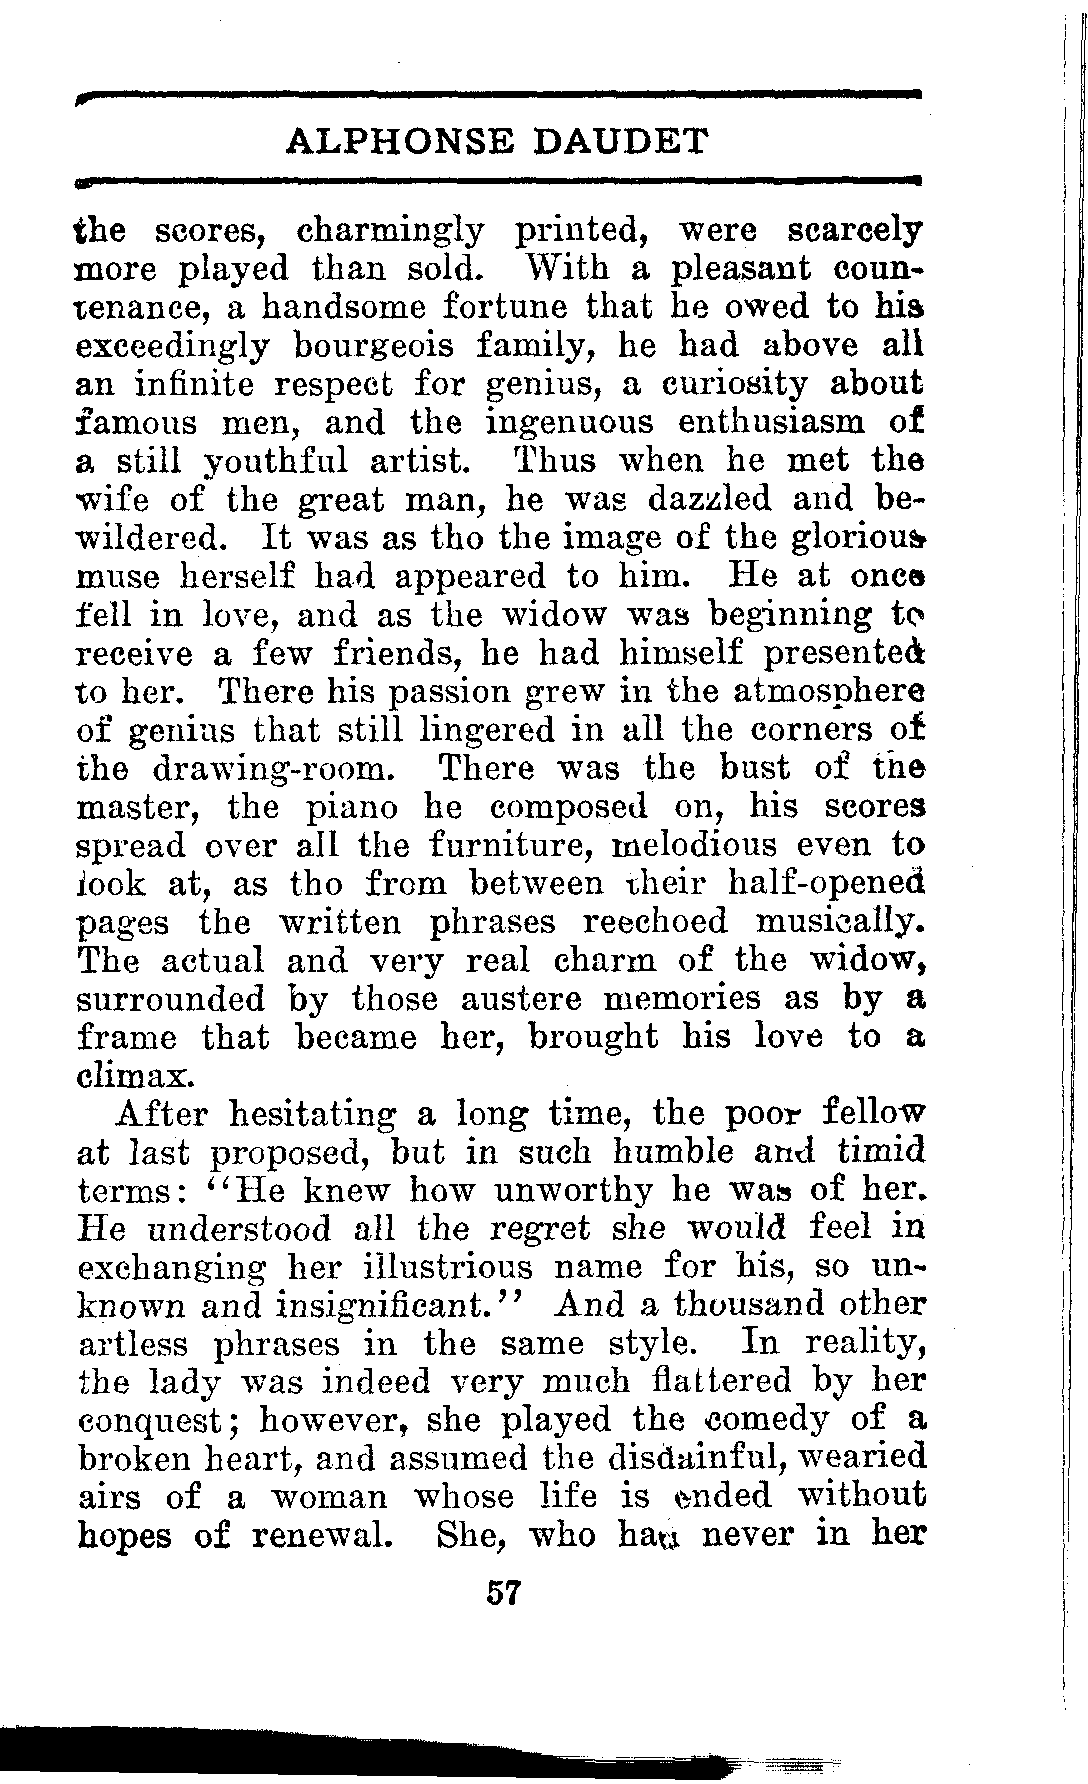 ALPHONSE DAUDET
the scores, charmingly printed, were scarcely
more played than sold. With a pleasant coun-
tenance, a handsome fortune that he owed to his
exceedingly bourgeois family, he had above all
an infinite respect for genius, a curiosity about
famous men, and the ingenuous enthusiasm of
a still youthful artist. Thus when he met the
wife of the great man, he was dazzled and be-
wildered. It was as tho the image of the glorious
muse herself had appeared to him. He at once
fell in love, and as the widow was beginning to
receive a few friends, he had himself presented
to her. There his passion grew in the atmosphere
of genius that still lingered in all the corners of
the drawing-room. There was the bust of the
master, the piano he composed on, his scores
spread over all the furniture, melodious even to
look at, as tho from between their half-opened
pages the written phrases reechoed musically.
The actual and very real charm of the widow,
surrounded by those austere memories as by a
frame that became her, brought his love to a
climax.
After hesitating a long time, the poor fellow
at last proposed, but in such humble and timid
terms: "He knew how unworthy he was of her.
He understood all the regret she would feel in
exchanging her illustrious name for his, so un-
known and insignificant." And a thousand other
artless phrases in the same style. In reality,
the lady was indeed very much flattered by her
conquest; however, she played the comedy of a
broken heart, and assumed the disdainful, wearied
airs of a woman whose life is ended without
hopes of renewal. She, who had never in her
57